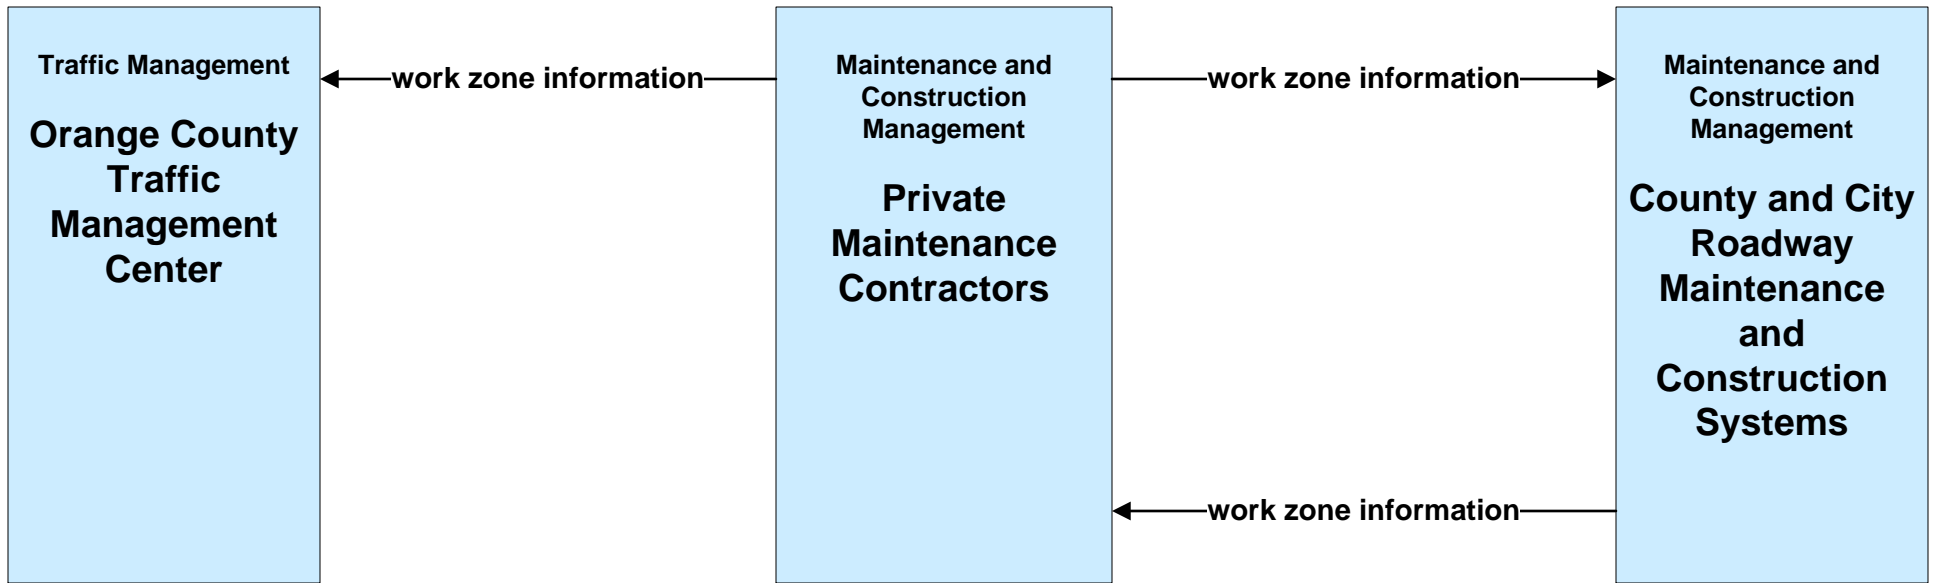 Traffic Management
Orange County
Traffic
Management
Center
work zone information
Maintenance and
Construction
Management
Private
Maintenance
Contractors
work zone information
work zone information
Maintenance and
Construction
Management
County and City
Roadway
Maintenance
and
Construction
Systems